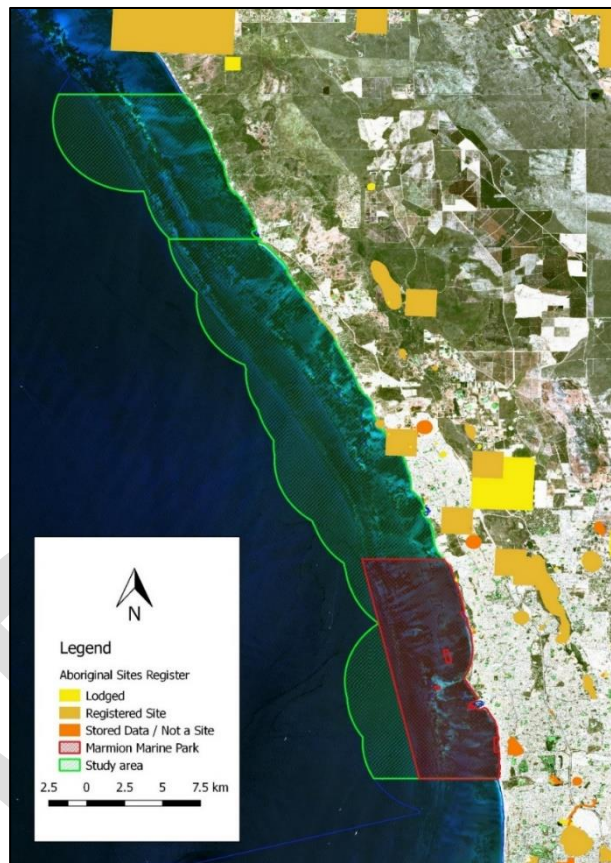 N
Legend
Aboriginal Sites Register
Lodged
Registered Site
Stored Data / Not a Site
Marmion Marine Park
Study area
2.5 0 2.5 5 7.5 km